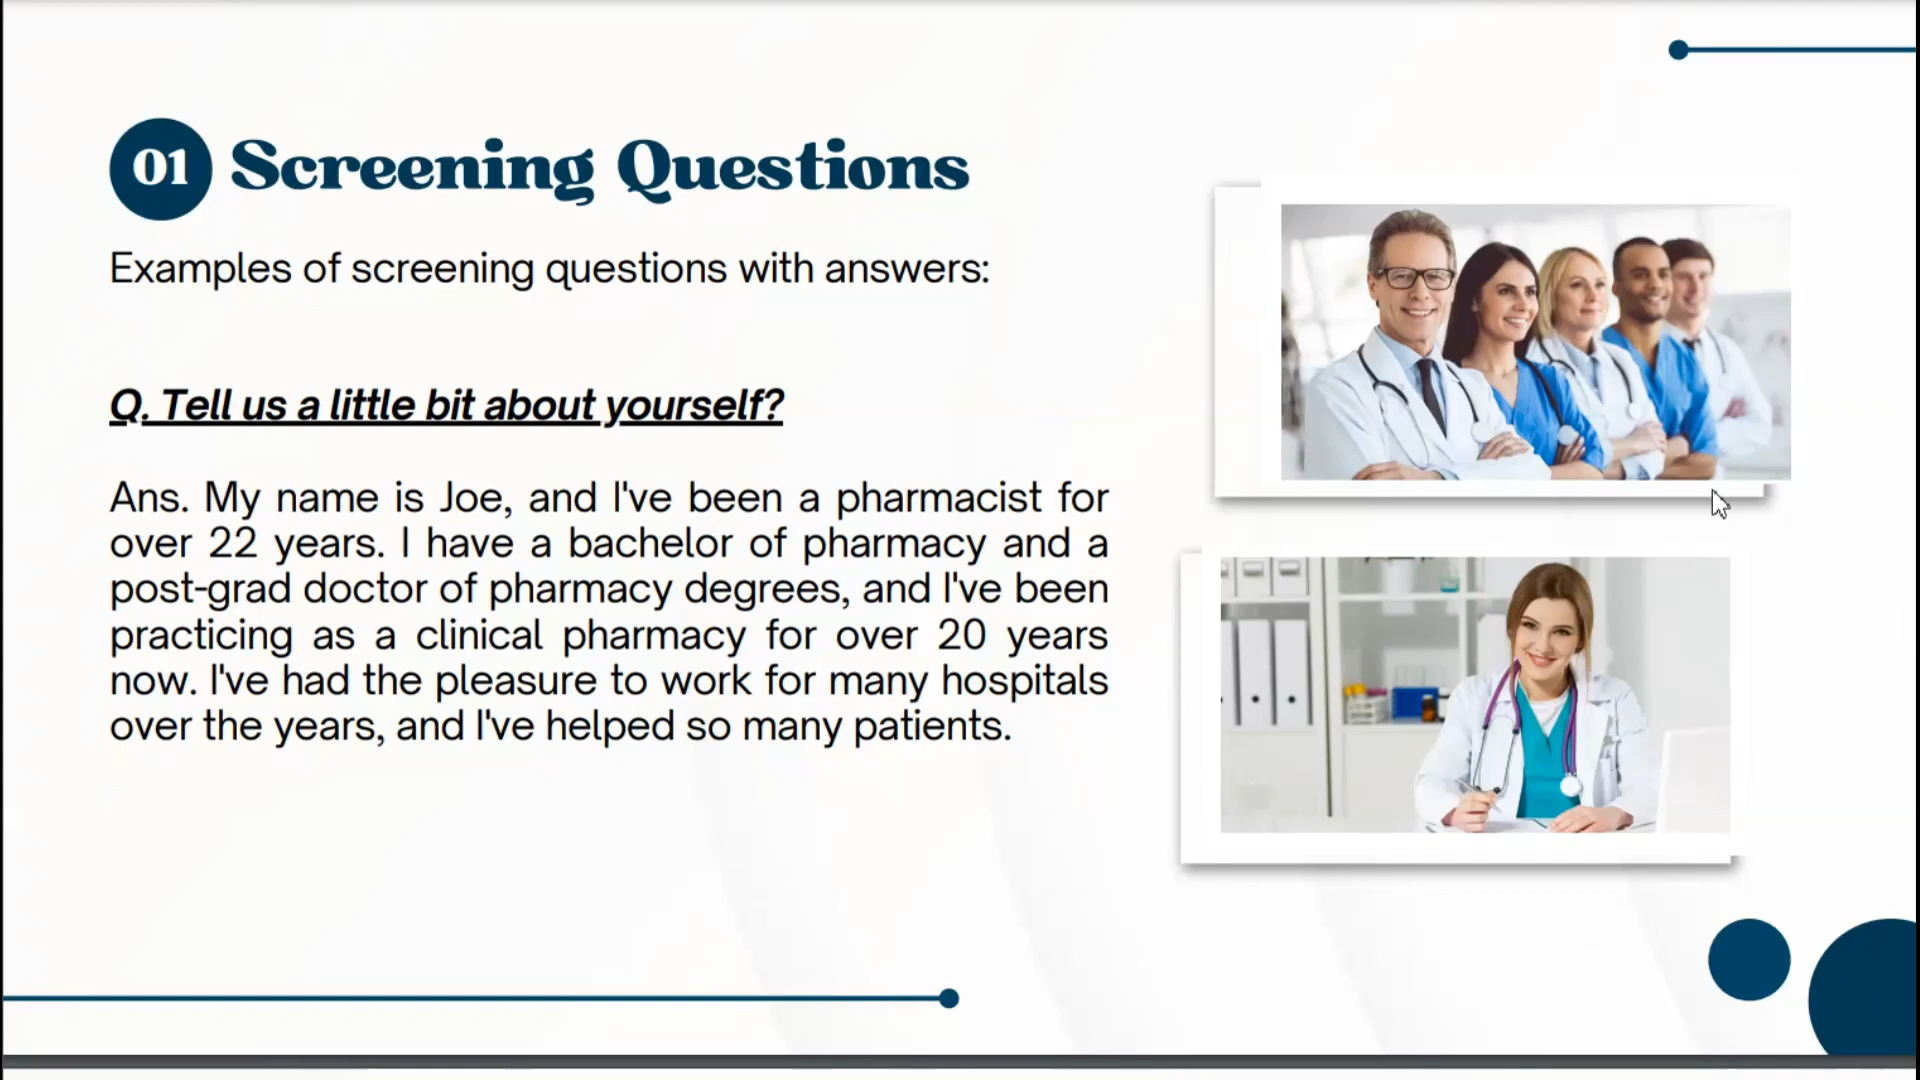 01 Screening Questions
Examples of screening questions with answers:
Q. Tell us a little bit about yourself?
Ans. My name is Joe, and I've been a pharmacist for
over 22 years. I have a bachelor of pharmacy and a
post-grad doctor of pharmacy degrees, and I've been
practicing as a clinical pharmacy for over 20 years
now. I've had the pleasure to work for many hospitals
over the years, and I've helped so many patients.